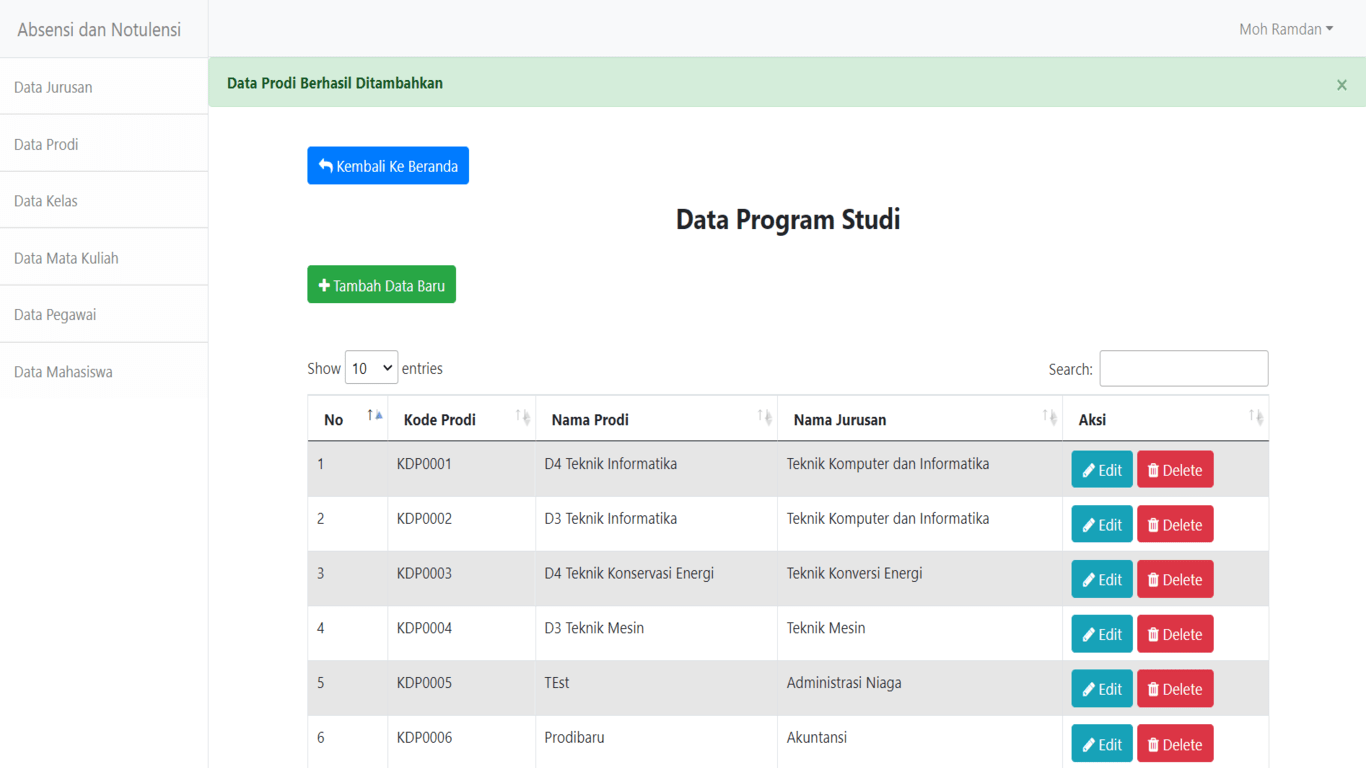 Absensi dan Notulensi
Moh Ramdan
Data Jurusan
Data Prodi
Data Kelas
Data Mata Kuliah
Data Pegawai
Data Mahasiswa
Data Prodi Berhasil Ditambahkan
×
Kembali Ke Beranda
Data Program Studi
Tambah Data Baru
Show 10 entries
Search:
No Kode Prodi Nama Prodi Nama Jurusan Aksi
1 KDP0001 D4 Teknik Informatika Teknik Komputer dan Informatika Edit Delete
2 KDP0002 D3 Teknik Informatika Teknik Komputer dan Informatika Edit Delete
3 KDP0003 D4 Teknik Konservasi Energi Teknik Konversi Energi Edit Delete
4 KDP0004 D3 Teknik Mesin Teknik Mesin Edit Delete
5 KDP0005 TEst Administrasi Niaga Edit Delete
6 KDP0006 Prodibaru Akuntansi Edit Delete